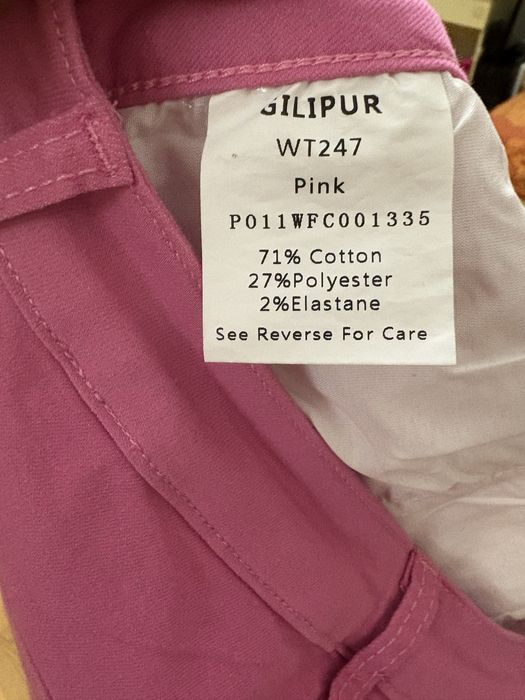 GILIPUR
WT247
Pink
P011WFC001335
71% Cotton
27%Polyester
2%Elastane
See Reverse For Care